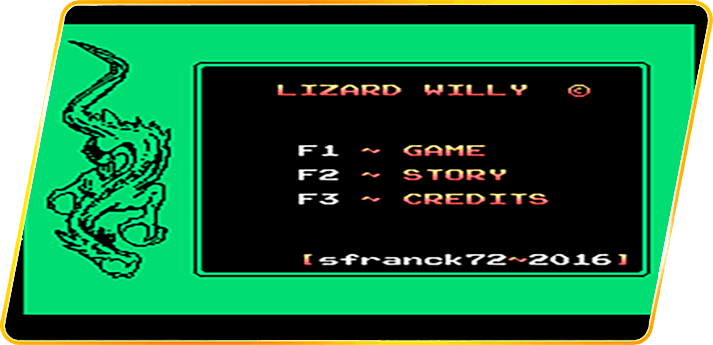 LIZARD WILLY ©
F1 ~ GAME
F2 ~ STORY
F3 ~ CREDITS
[sfranck72~2016]